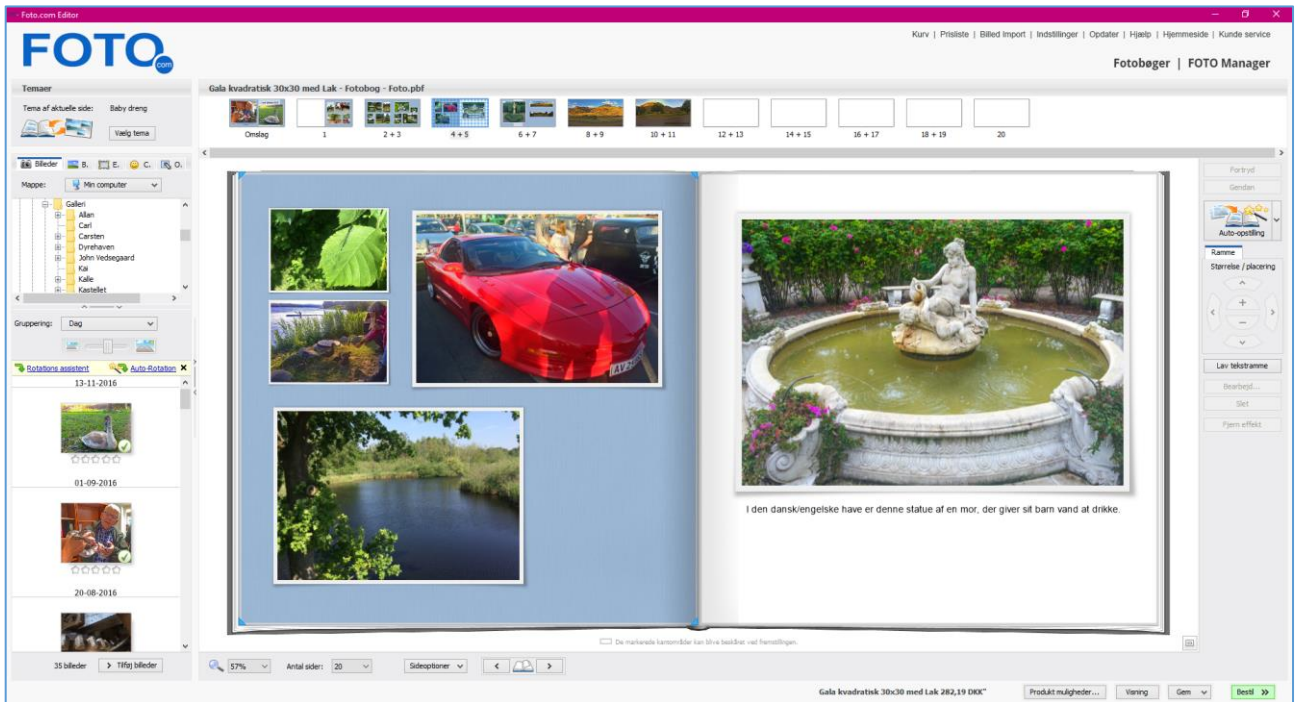 - Foto.com Editor
FOTO.com
Kurv | Prisliste | Billed Import | Indstillinger | Opdater | Hjælp | Hjemmeside | Kunde service
Fotobøger | FOTO Manager
Temaer
Tema af aktuelle side: Baby dreng
Vælg tema
Gala kvadratisk 30x30 med Lak - Fotobog - Foto.pbf
Omslag 1 2 + 3 4 + 5 6 + 7 8 + 9 10 + 11 12 + 13 14 + 15 16 + 17 18 + 19 20
Billeder B. E. C. O.
Mappe: Min computer
Galleri
Allan
Carl
Carsten
Dyrehaven
John Vedsegaard
Kai
Kalle
Kastellet
Gruppering: Dag
Rotations assistent Auto-Rotation
13-11-2016
01-09-2016
20-08-2016
35 billeder Tilføj billeder
I den dansk/engelske have er denne statue af en mor, der giver sit barn vand at drikke.
De markerede kantområder kan blive beskåret ved fremstillingen.
Fortryd
Gendan
Auto-opstilling
Ramme
Størrelse / placering
Lav tekstramme
Bearbejd...
Slet
Fjern effekt
57% Antal sider: 20 Sideoptioner
Gala kvadratisk 30x30 med Lak 282,19 DKK* Produkt muligheder... Visning Gem Bestil